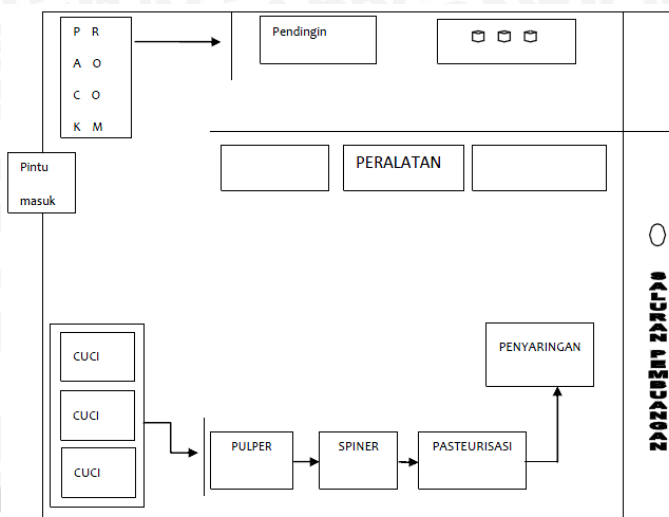 P R
A O
C O
K M
Pendingin
Pintu
masuk
PERALATAN
CUCI
CUCI
CUCI
PULPER
SPINER
PASTEURISASI
PENYARINGAN
SALURAN PEMBUANGAN